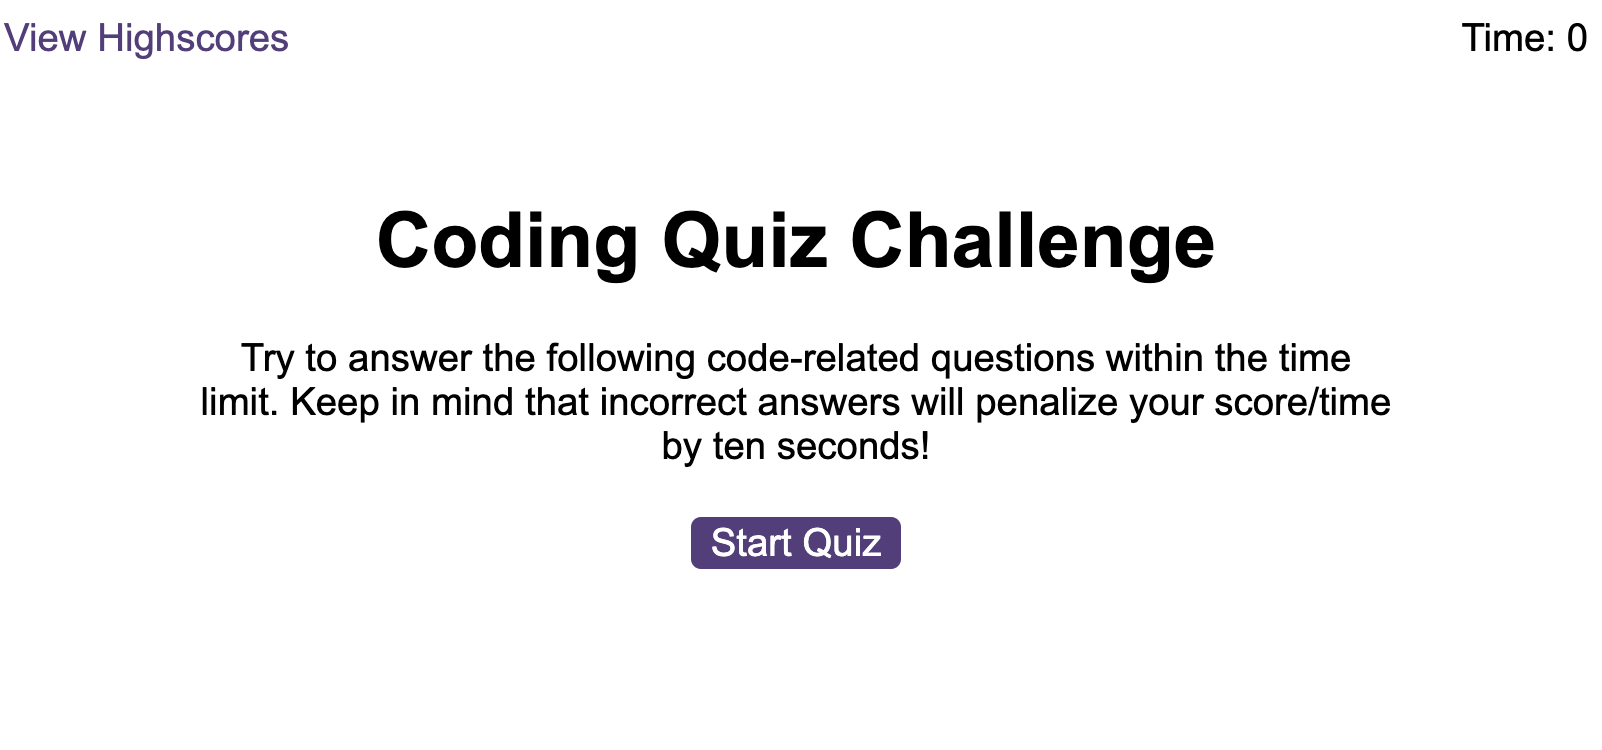 View Highscores
Time: 0
Coding Quiz Challenge
Try to answer the following code-related questions within the time
limit. Keep in mind that incorrect answers will penalize your score/time
by ten seconds!
Start Quiz